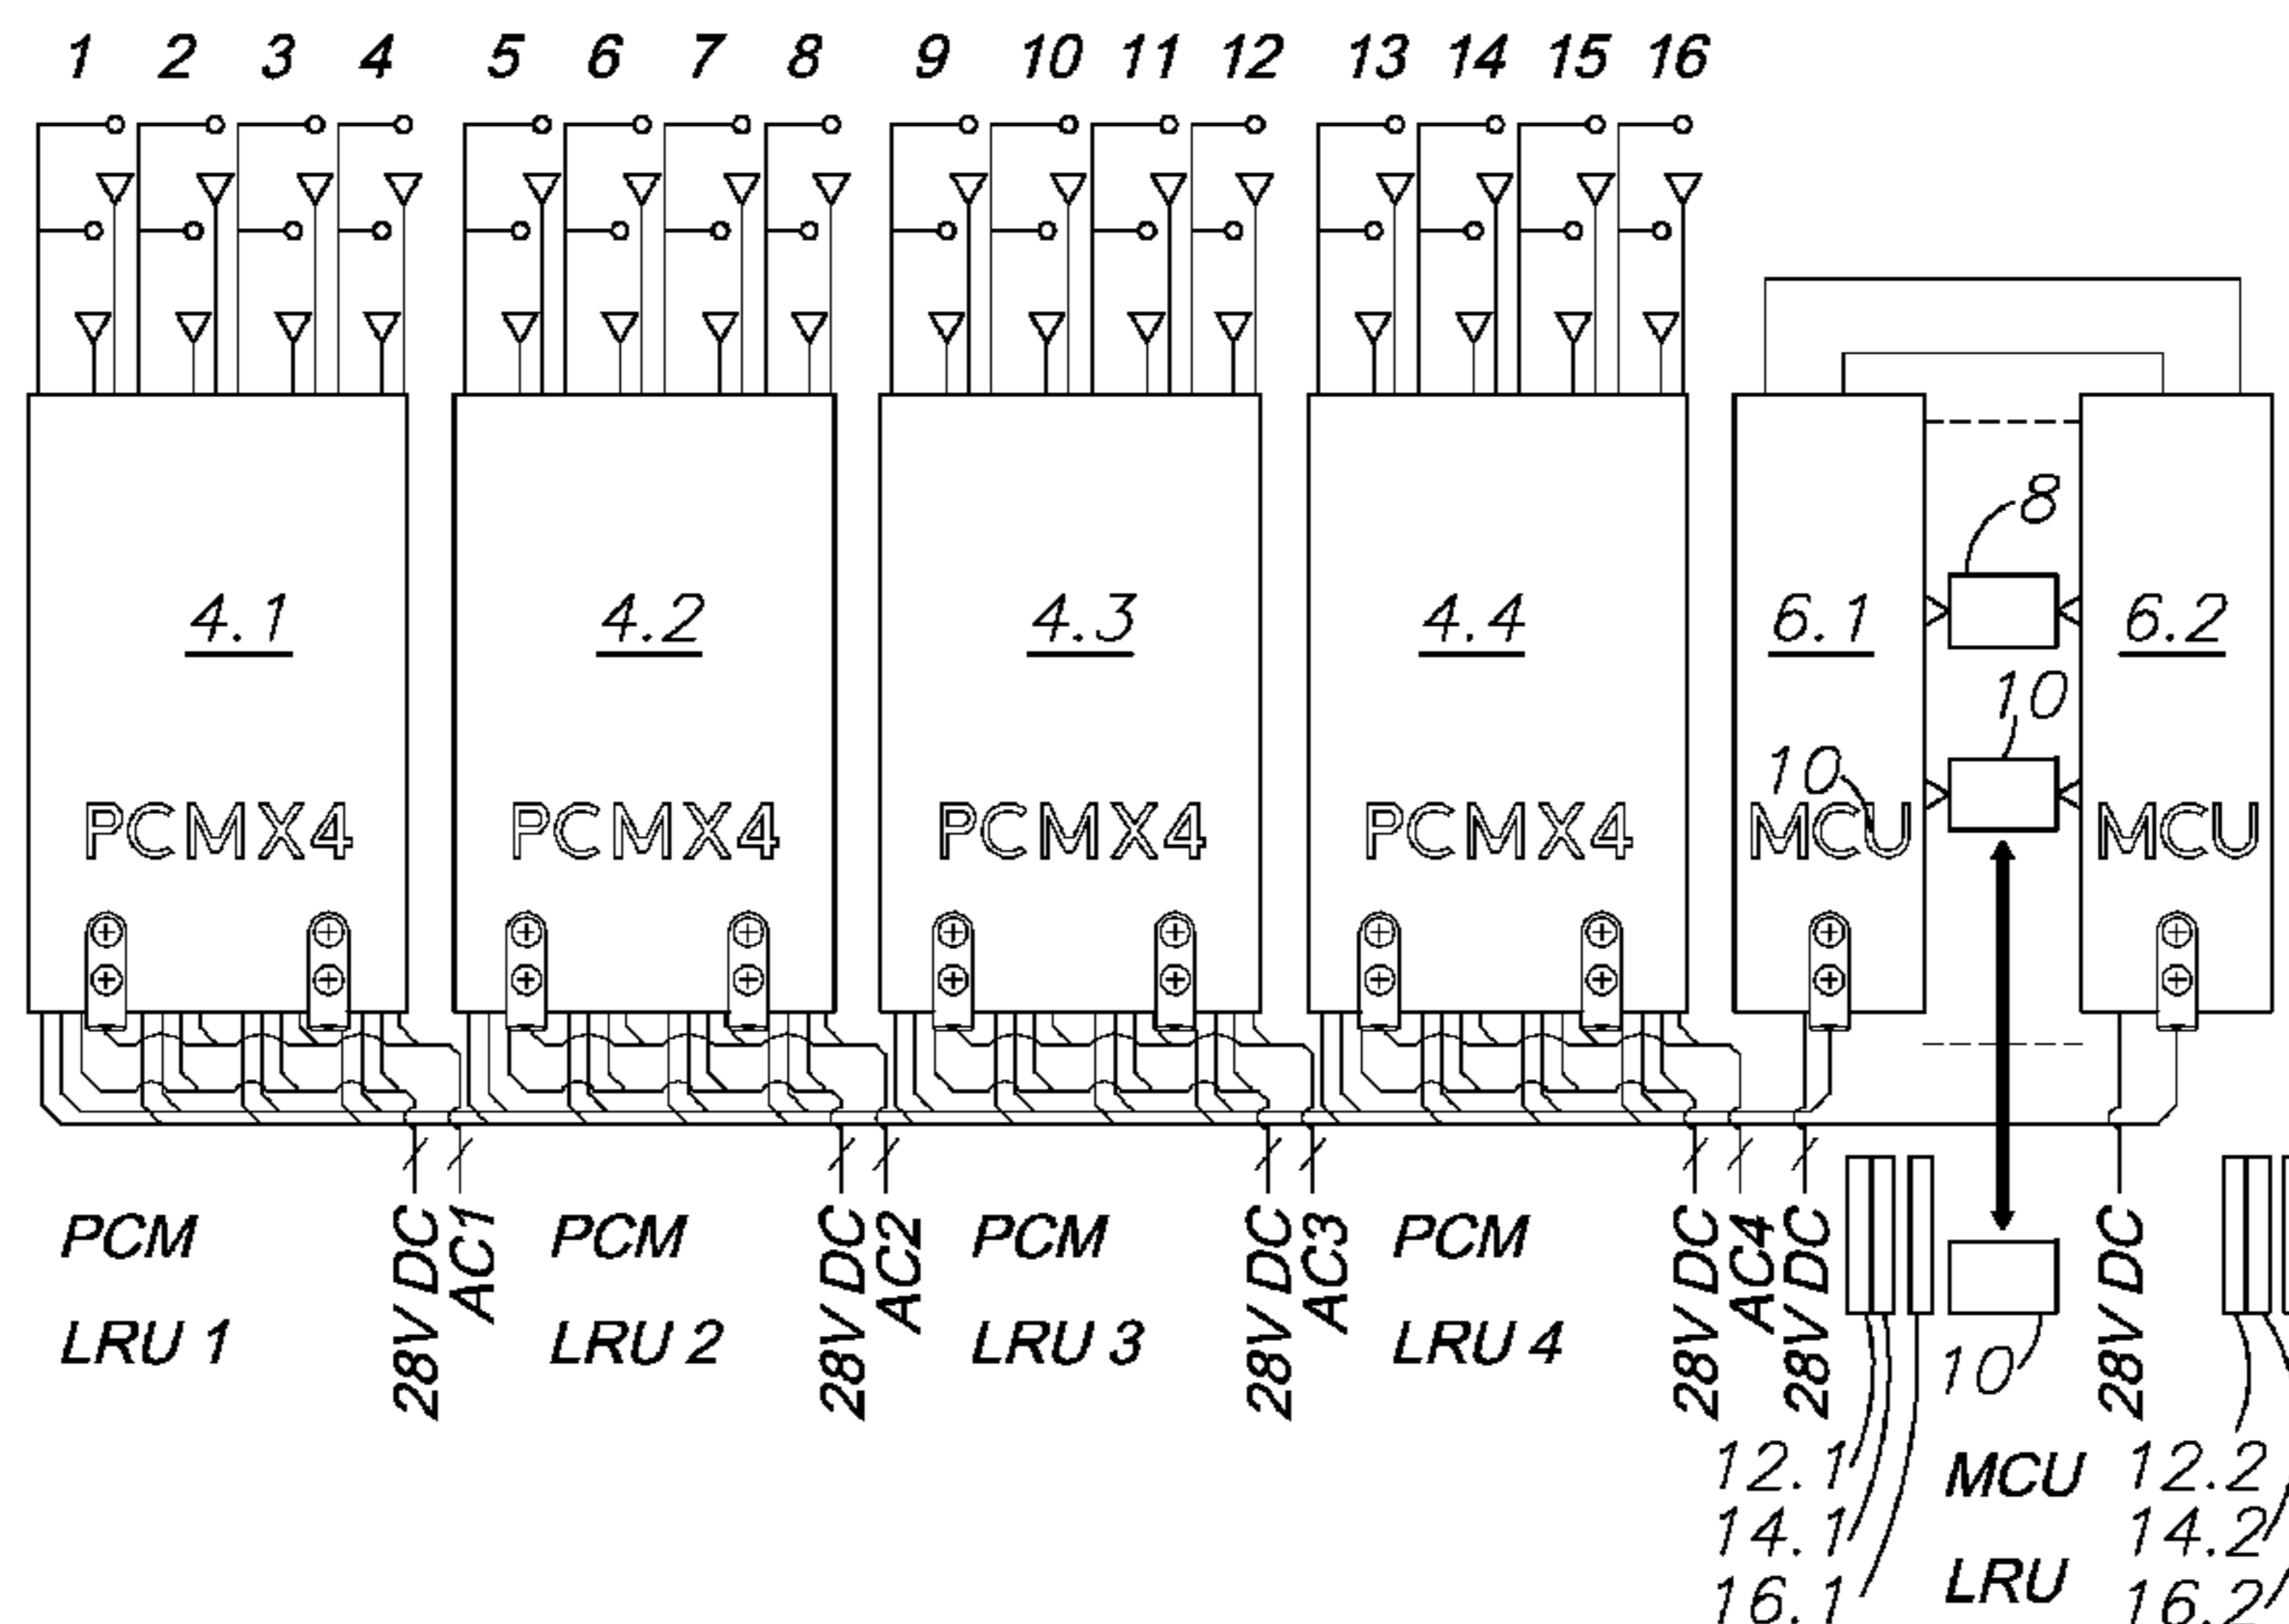 1 2 3 4 5 6 7 8 9 10 11 12 13 14 15 16
8
4.1 4.2 4.3 4.4 6.1 6.2
10
10
PCMX4 PCMX4 PCMX4 PCMX4 MCU MCU
PCM PCM PCM PCM
LRU 1 LRU 2 LRU 3 LRU 4
28V DC
AC1
28V DC
AC2
28V DC
AC3
28V DC
AC4
28V DC
28V DC
10
12.1 MCU 12.2
14.1 14.2
16.1 LRU 16.2